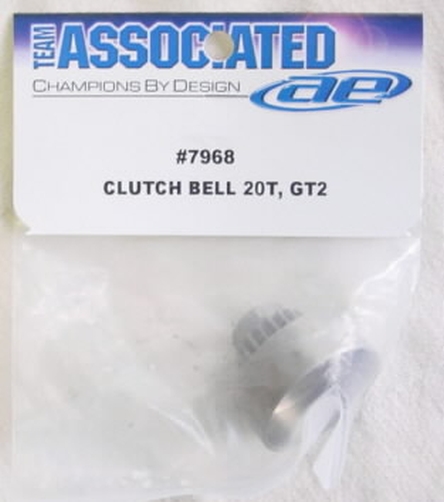 TEAM ASSOCIATED
CHAMPIONS BY DESIGN ae
#7968
CLUTCH BELL 20T, GT2